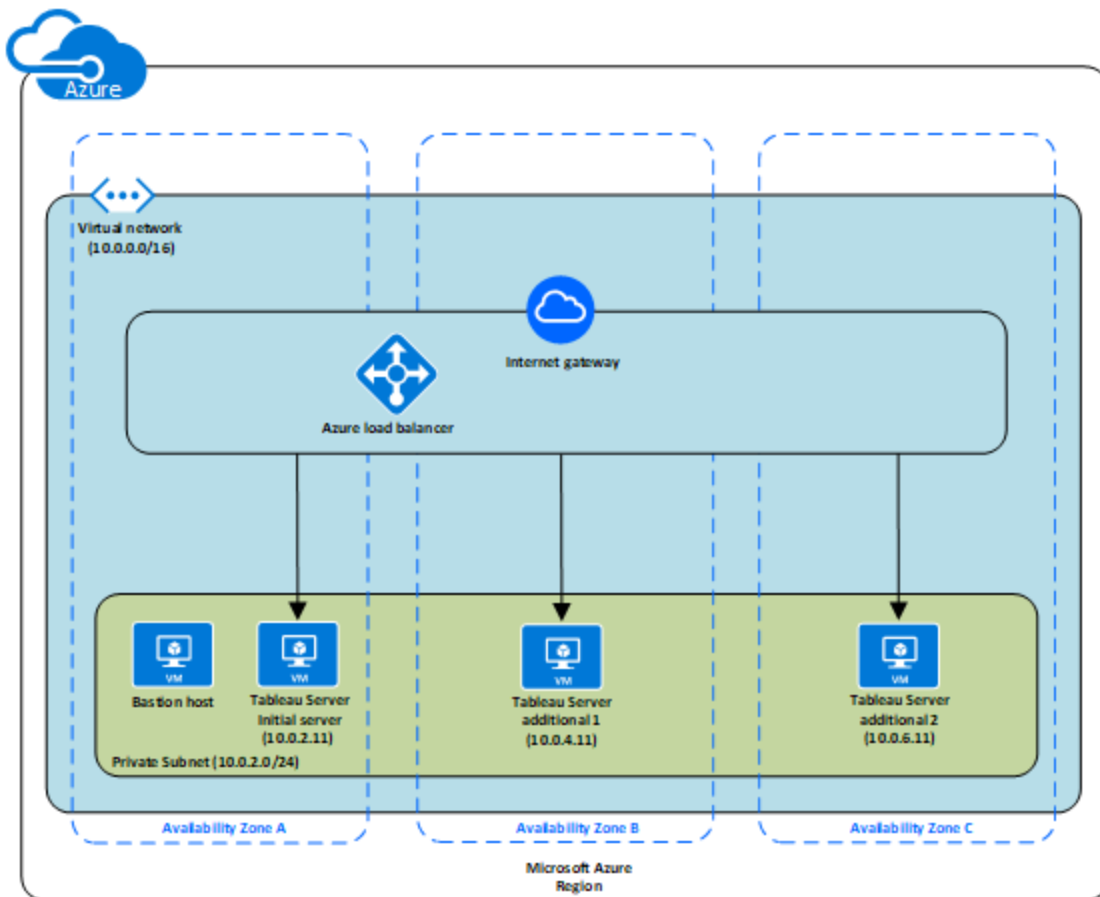 Azure
Virtual network
(10.0.0.0/16)
Internet gateway
Azure load balancer
VM
Bastion host
VM
Tableau Server
Initial server
(10.0.2.11)
VM
Tableau Server
additional 1
(10.0.4.11)
VM
Tableau Server
additional 2
(10.0.6.11)
Private Subnet (10.0.2.0/24)
Availability Zone A
Availability Zone B
Availability Zone C
Microsoft Azure
Region